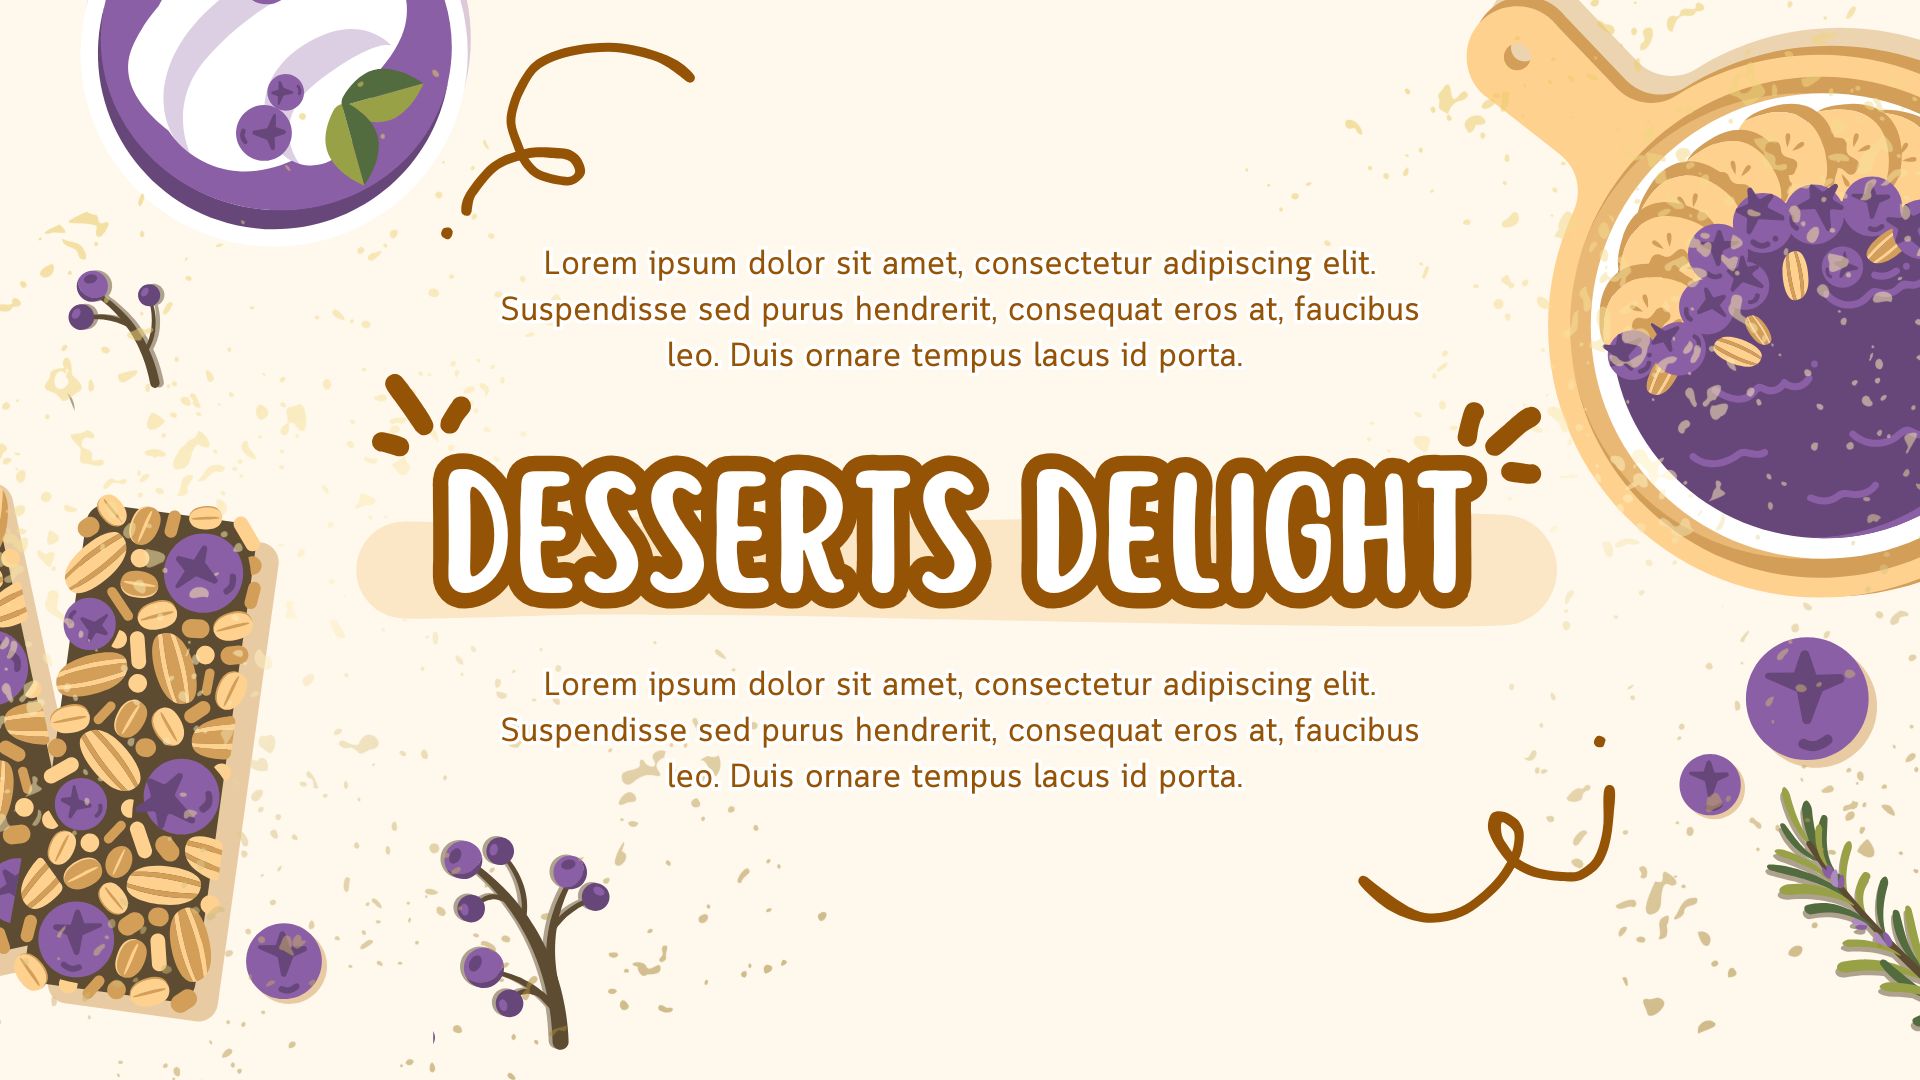 Lorem ipsum dolor sit amet, consectetur adipiscing elit.
Suspendisse sed purus hendrerit, consequat eros at, faucibus
leo. Duis ornare tempus lacus id porta.
DESSERTS DELIGHT
Lorem ipsum dolor sit amet, consectetur adipiscing elit.
Suspendisse sed purus hendrerit, consequat eros at, faucibus
leo. Duis ornare tempus lacus id porta.